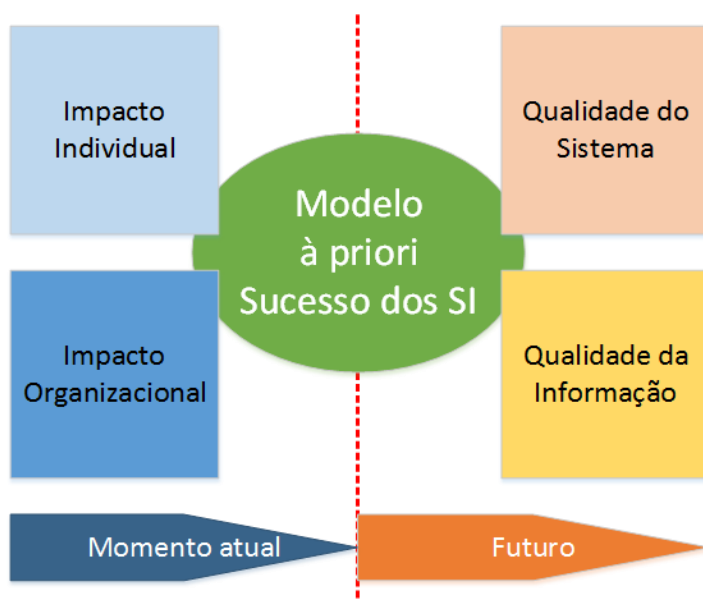 Impacto
Individual
Qualidade do
Sistema
Modelo
à priori
Sucesso dos SI
Impacto
Organizacional
Qualidade da
Informação
Momento atual
Futuro